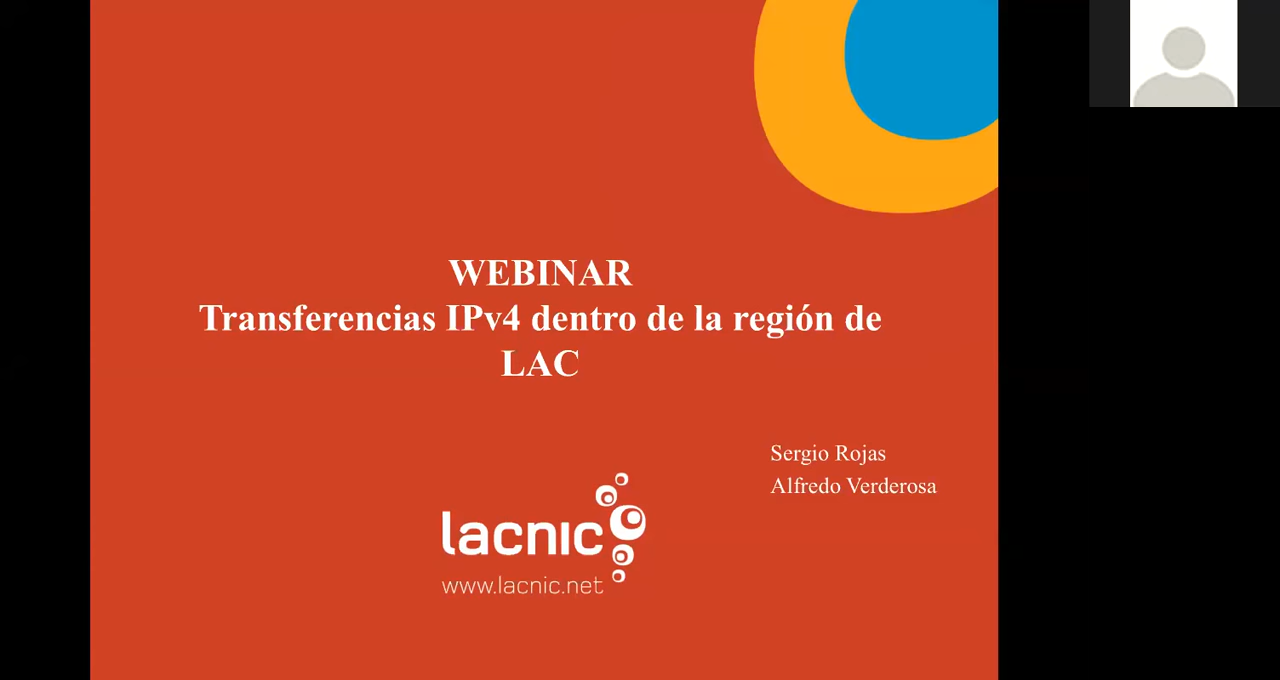 WEBINAR
Transferencias IPv4 dentro de la región de
LAC
Sergio Rojas
Alfredo Verderosa
lacnic
www.lacnic.net